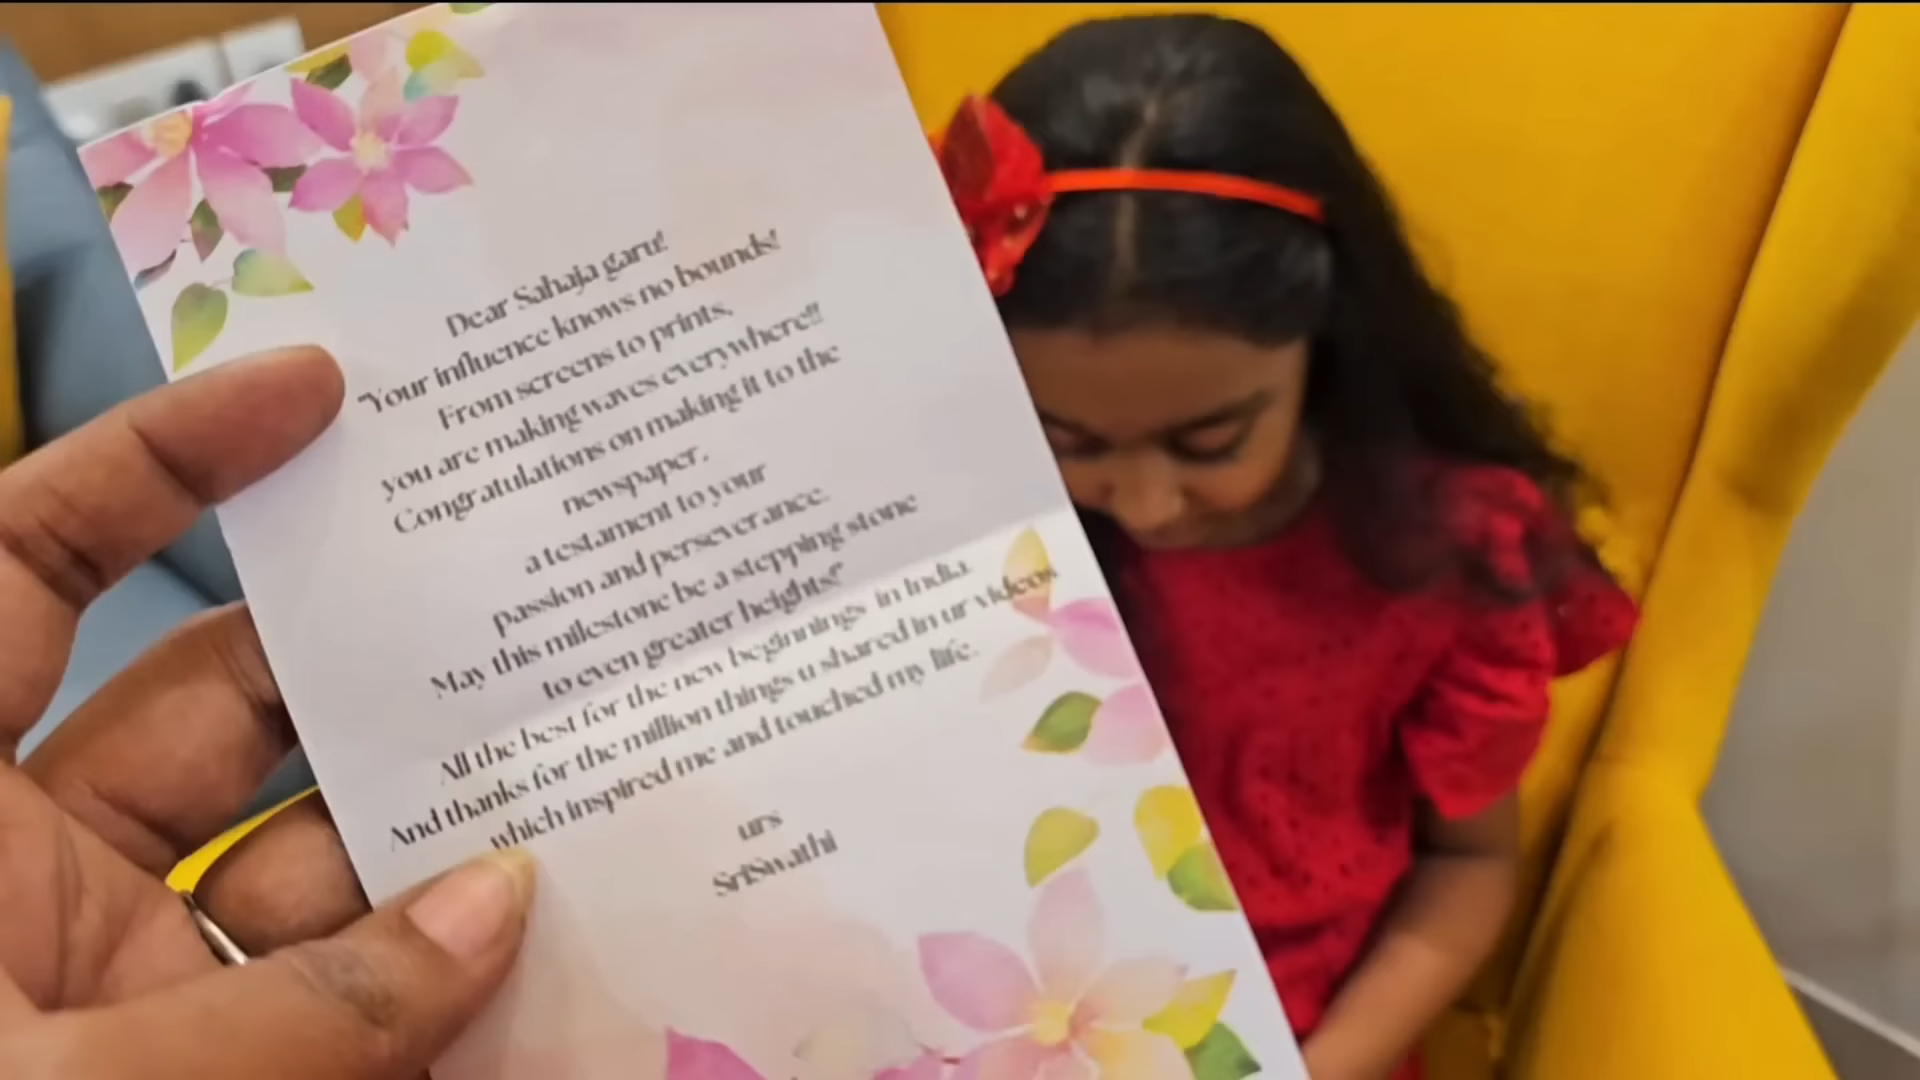 Dear Sahaja garu!
"Your influence knows no bounds!
From screens to prints,
you are making waves everywhere!!
Congratulations on making it to the
newspaper,
a testament to your
passion and perseverance.
May this milestone be a stepping stone
to even greater heights!"
All the best for the new beginnings in India.
And thanks for the million things u shared in ur videos
which inspired me and touched my life.
urs
SriSwathi